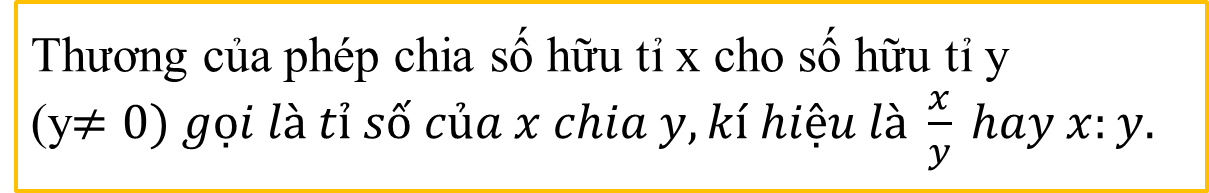 Thương của phép chia số hữu tỉ x cho số hữu tỉ y
(y≠ 0) gọi là tỉ số của x chia y, kí hiệu là x/y hay x: y.